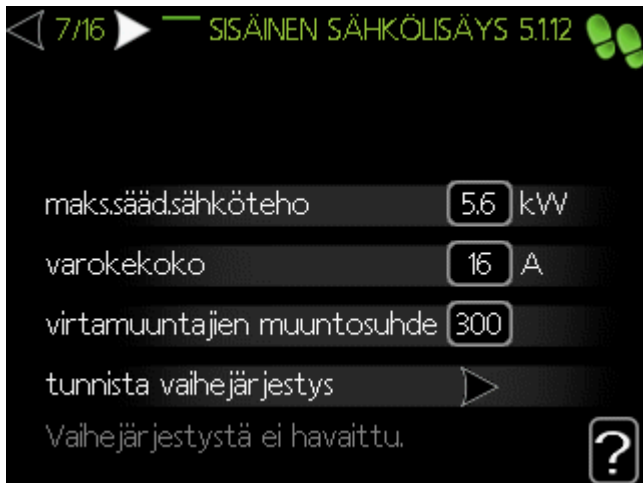 7/16 SISÄINEN SÄHKÖLISÄYS 5.1.12
maks.sääd.sähköteho 5.6 kW
varokekoko 16 A
virtamuuntajien muuntosuhde 300
tunnista vaihejärjestys
Vaihejärjestystä ei havaittu.
?